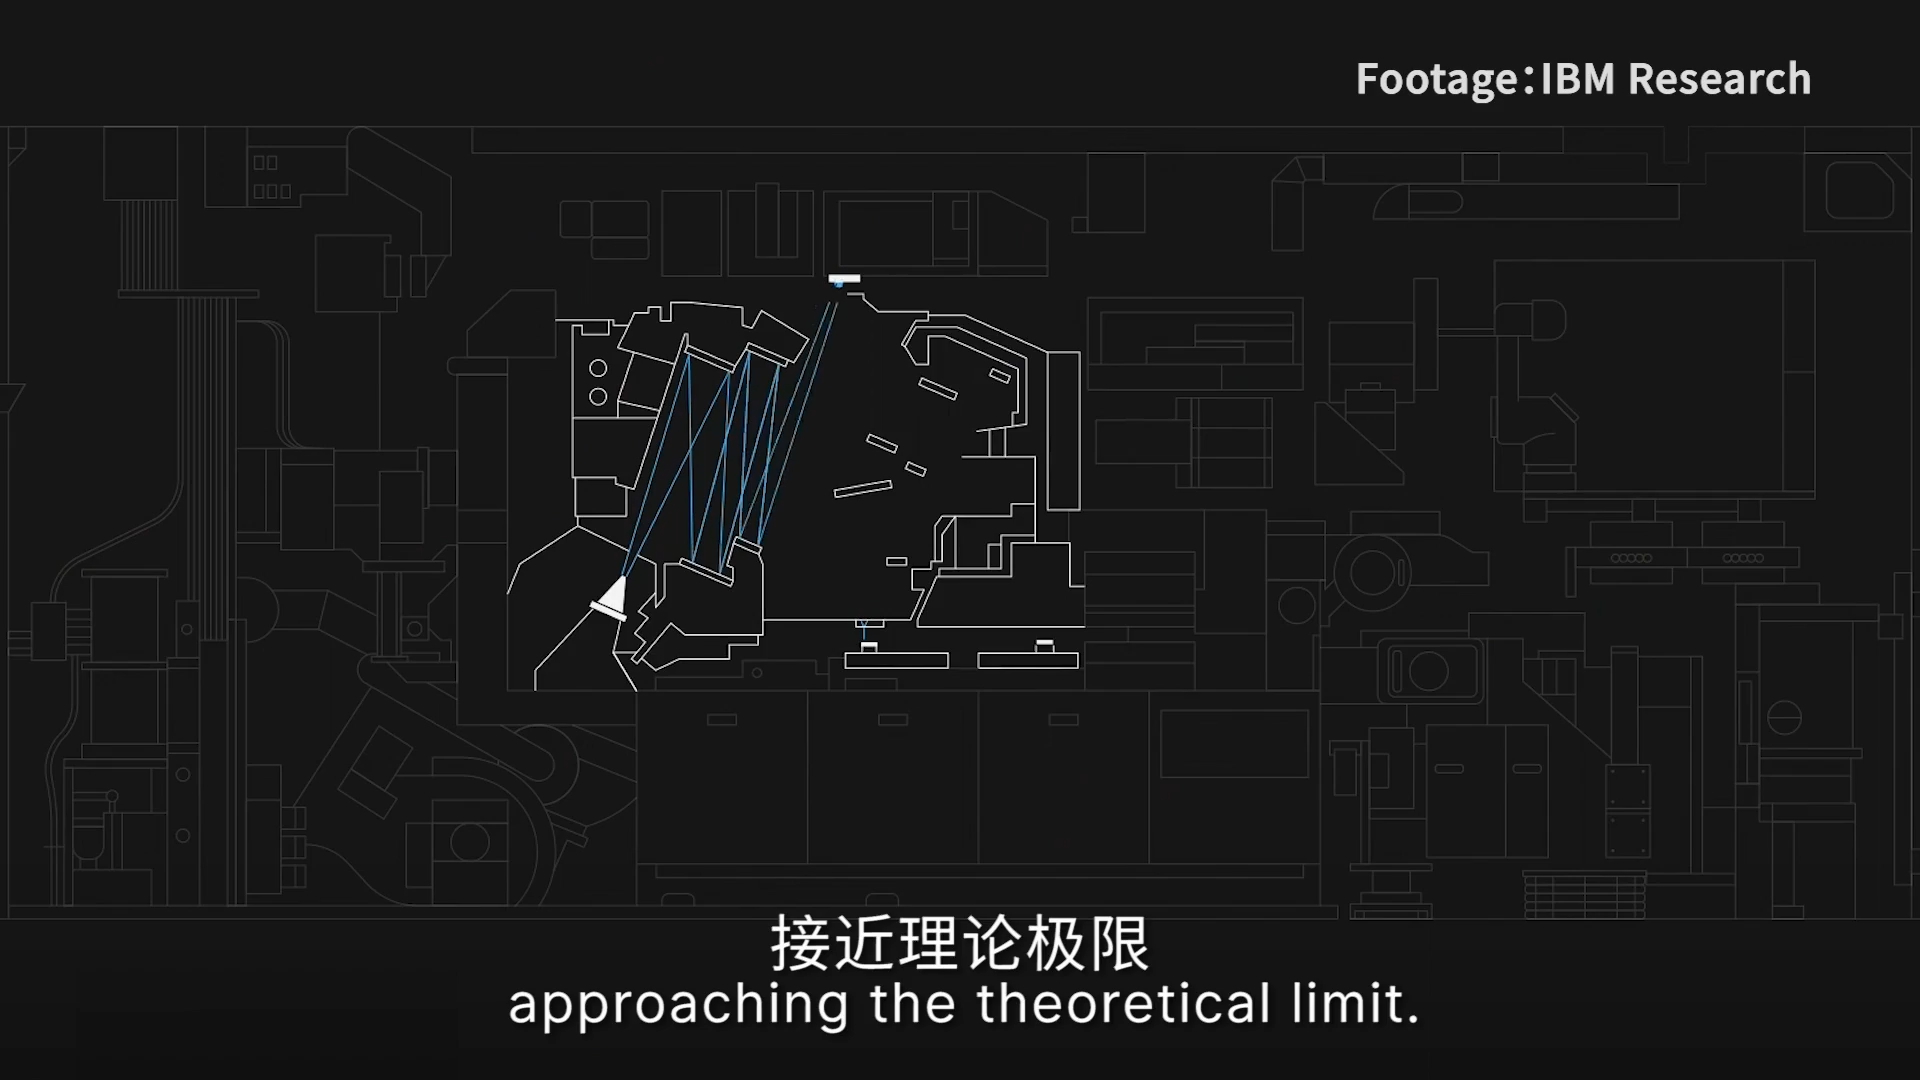 Footage：IBM Research
接近理论极限
approaching the theoretical limit.